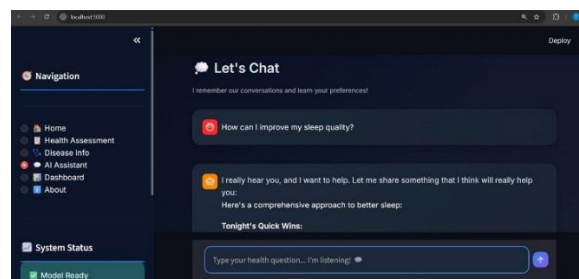 localhost:5000
Deploy
Navigation
Home
Health Assessment
Disease Info
AI Assistant
Dashboard
About
System Status
Model Ready
Let's Chat
I remember our conversations and learn your preferences!
How can I improve my sleep quality?
I really hear you, and I want to help. Let me share something that I think will really help
you:
Here's a comprehensive approach to better sleep:
Tonight's Quick Wins:
Type your health question... I'm listening!